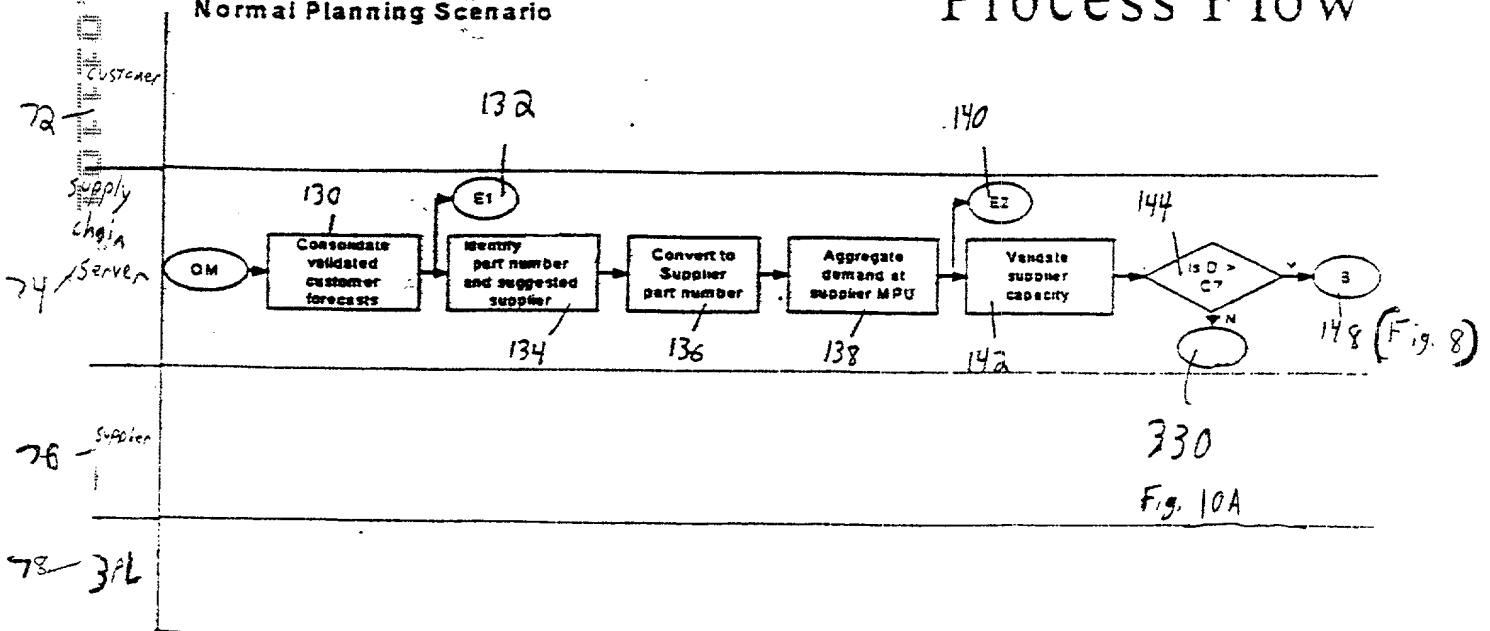 Normal Planning Scenario
Process Flow
Customer
72
132
140
Supply
chain
Server
74
130
E1
E2
144
OM
Consolidate
validated
customer
forecasts
Identify
part number
and suggested
supplier
Convert to
Supplier
part number
Aggregate
demand at
supplier MPU
Validate
supplier
capacity
Is D >
C?
Y
B
N
134
136
138
142
148 (Fig. 8)
Supplier
76
330
Fig. 10A
78
3PL